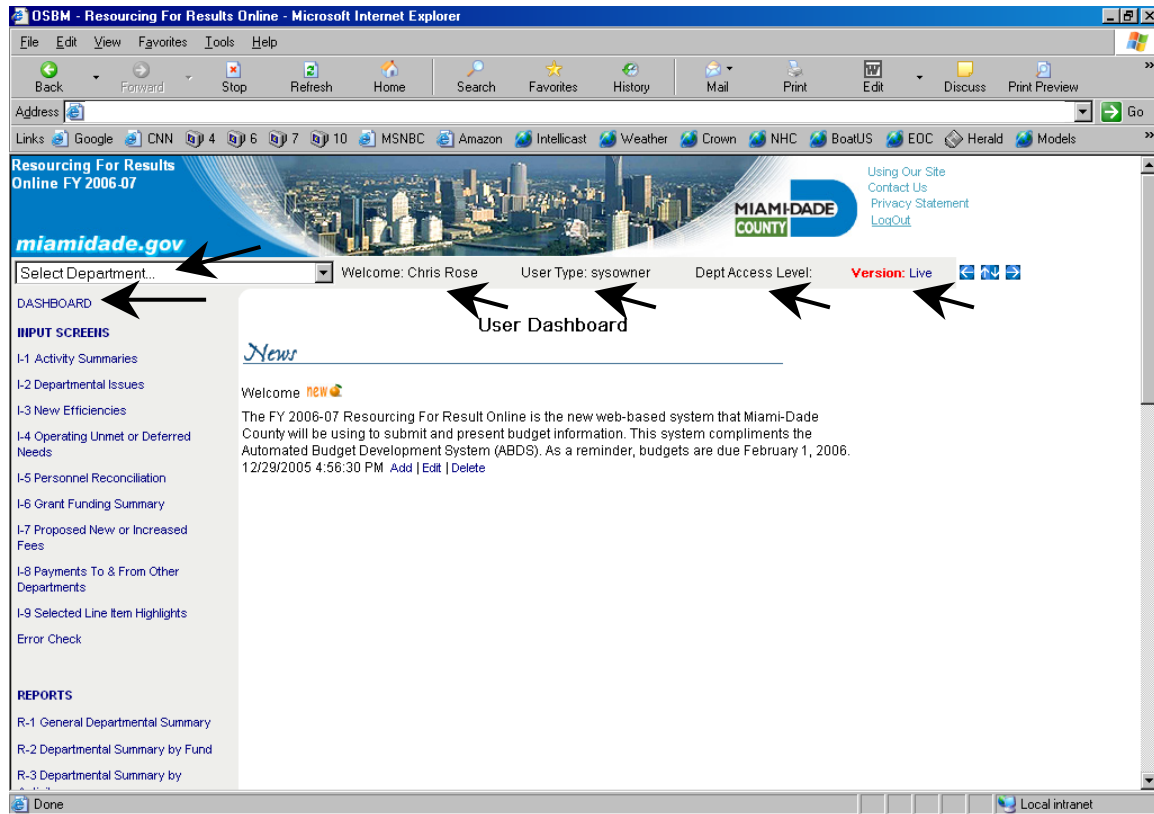 OSBM - Resourcing For Results Online - Microsoft Internet Explorer
File Edit View Favorites Tools Help
Back Forward Stop Refresh Home Search Favorites History Mail Print Edit Discuss Print Preview »
Address Go
Links Google CNN 4 6 7 10 MSNBC Amazon Intellicast Weather Crown NHC BoatUS EOC Herald Models »
Resourcing For Results
Online FY 2006-07
miamidade.gov
MIAMI-DADE
COUNTY
Using Our Site
Contact Us
Privacy Statement
LogOut
Select Department... Welcome: Chris Rose User Type: sysowner Dept Access Level: Version: Live
DASHBOARD
INPUT SCREENS
I-1 Activity Summaries
I-2 Departmental Issues
I-3 New Efficiencies
I-4 Operating Unmet or Deferred
Needs
I-5 Personnel Reconciliation
I-6 Grant Funding Summary
I-7 Proposed New or Increased
Fees
I-8 Payments To & From Other
Departments
I-9 Selected Line Item Highlights
Error Check
REPORTS
R-1 General Departmental Summary
R-2 Departmental Summary by Fund
R-3 Departmental Summary by
User Dashboard
News
Welcome new
The FY 2006-07 Resourcing For Result Online is the new web-based system that Miami-Dade
County will be using to submit and present budget information. This system compliments the
Automated Budget Development System (ABDS). As a reminder, budgets are due February 1, 2006.
12/29/2005 4:56:30 PM Add | Edit | Delete
Done Local intranet